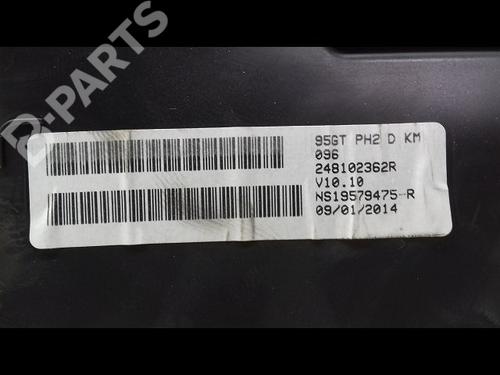 B-PARTS
95GT PH2 D KM
096
248102362R
V10.10
NS19579475-R
09/01/2014